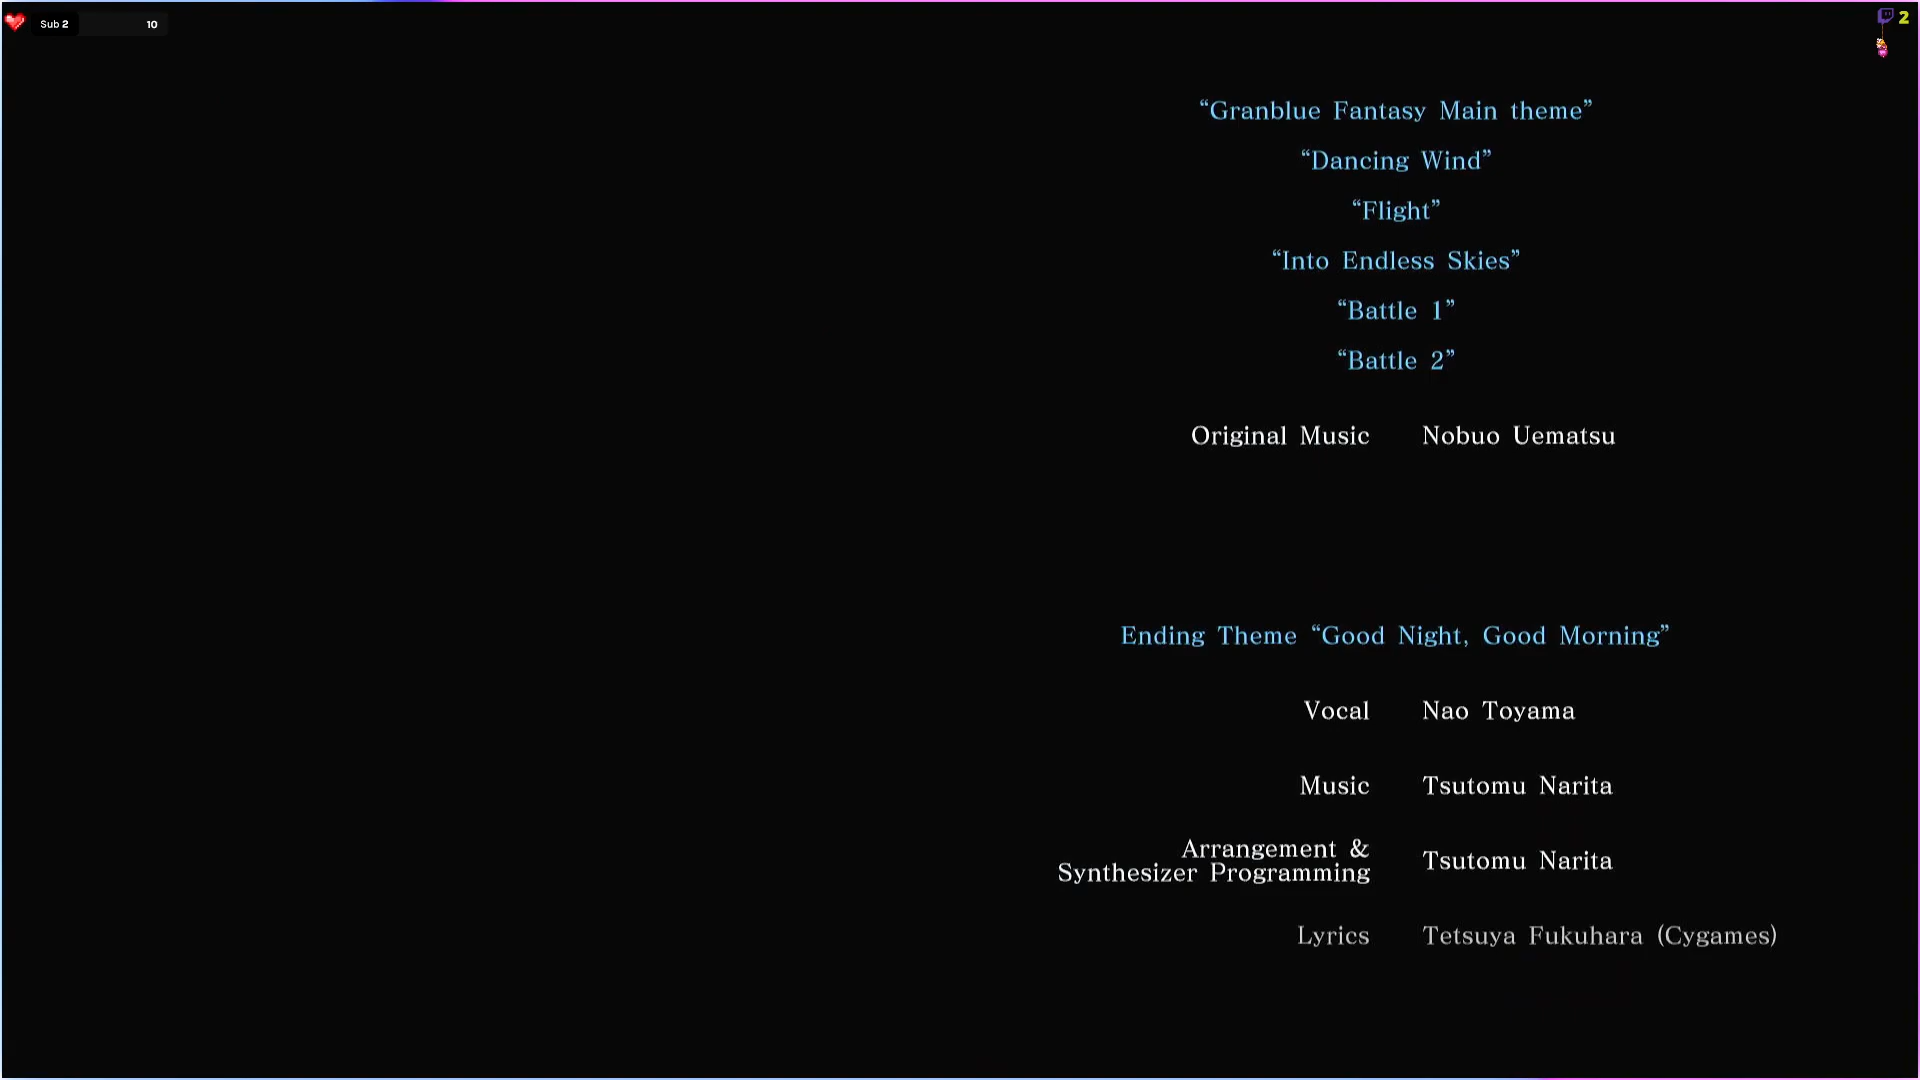 Sub 2 10
2
“Granblue Fantasy Main theme”
“Dancing Wind”
“Flight”
“Into Endless Skies”
“Battle 1”
“Battle 2”
Original Music Nobuo Uematsu
Ending Theme “Good Night, Good Morning”
Vocal Nao Toyama
Music Tsutomu Narita
Arrangement &
Synthesizer Programming Tsutomu Narita
Lyrics Tetsuya Fukuhara (Cygames)